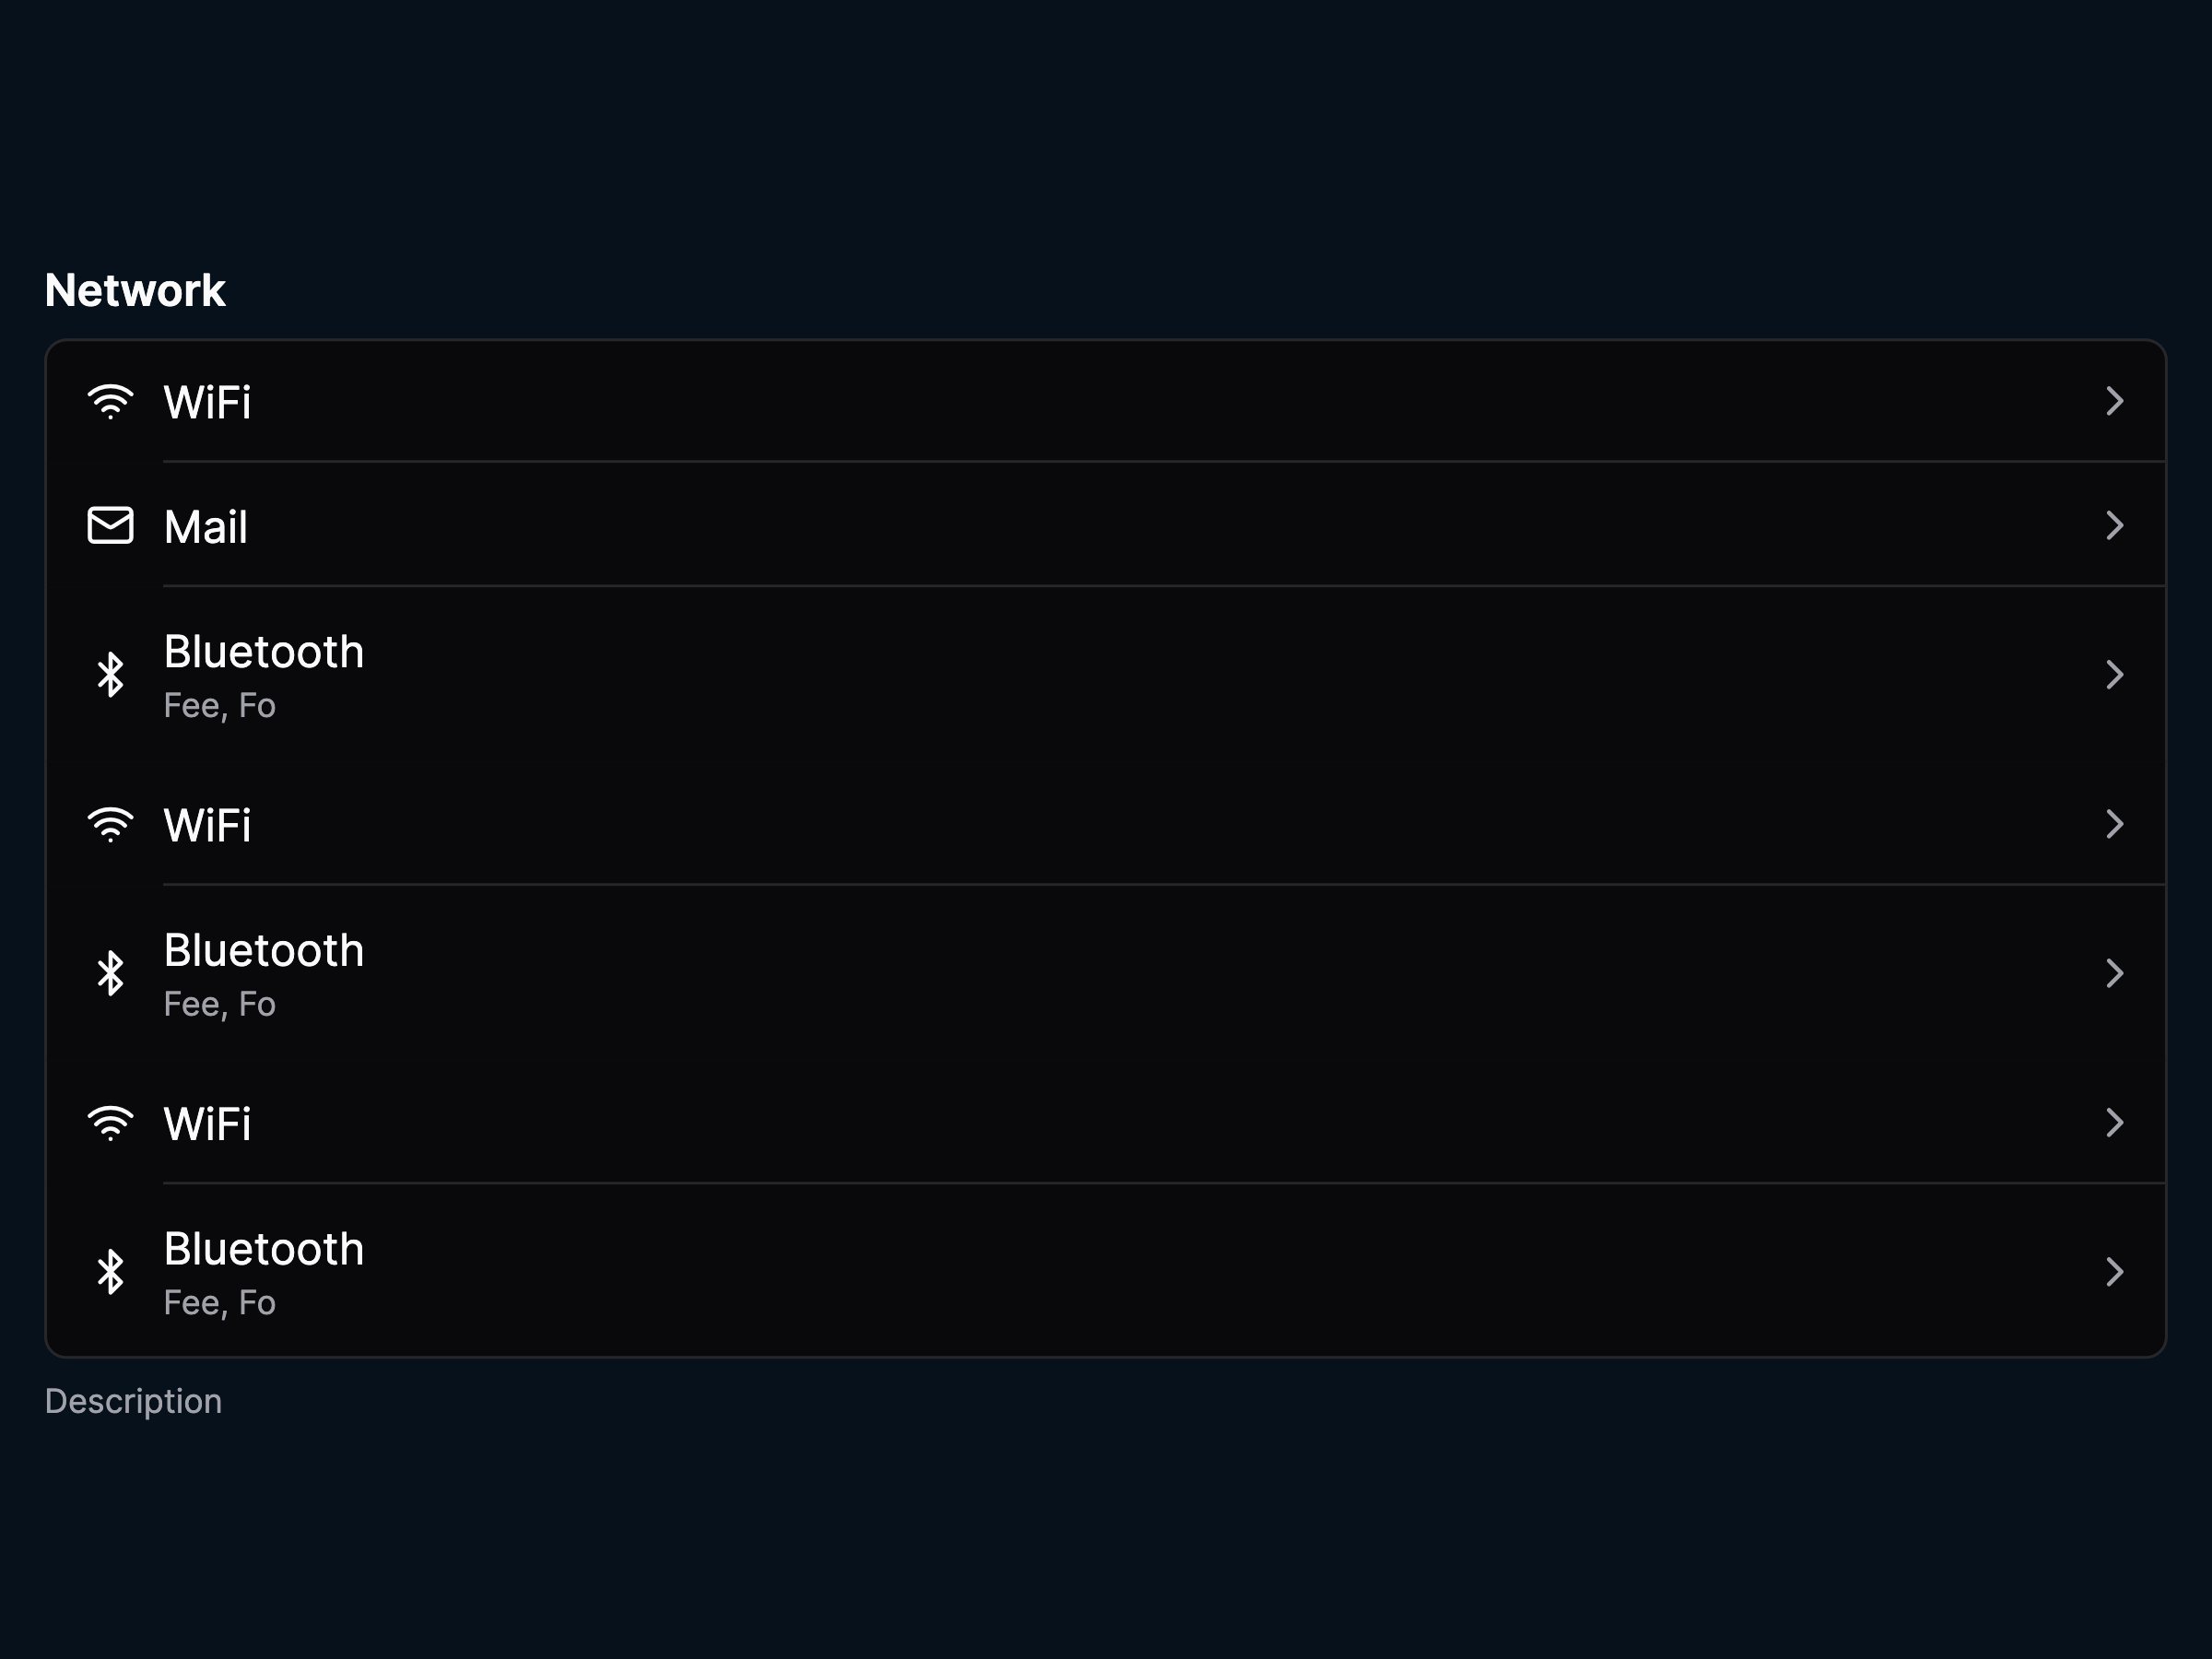 Network
WiFi
Mail
Bluetooth
Fee, Fo
WiFi
Bluetooth
Fee, Fo
WiFi
Bluetooth
Fee, Fo
Description